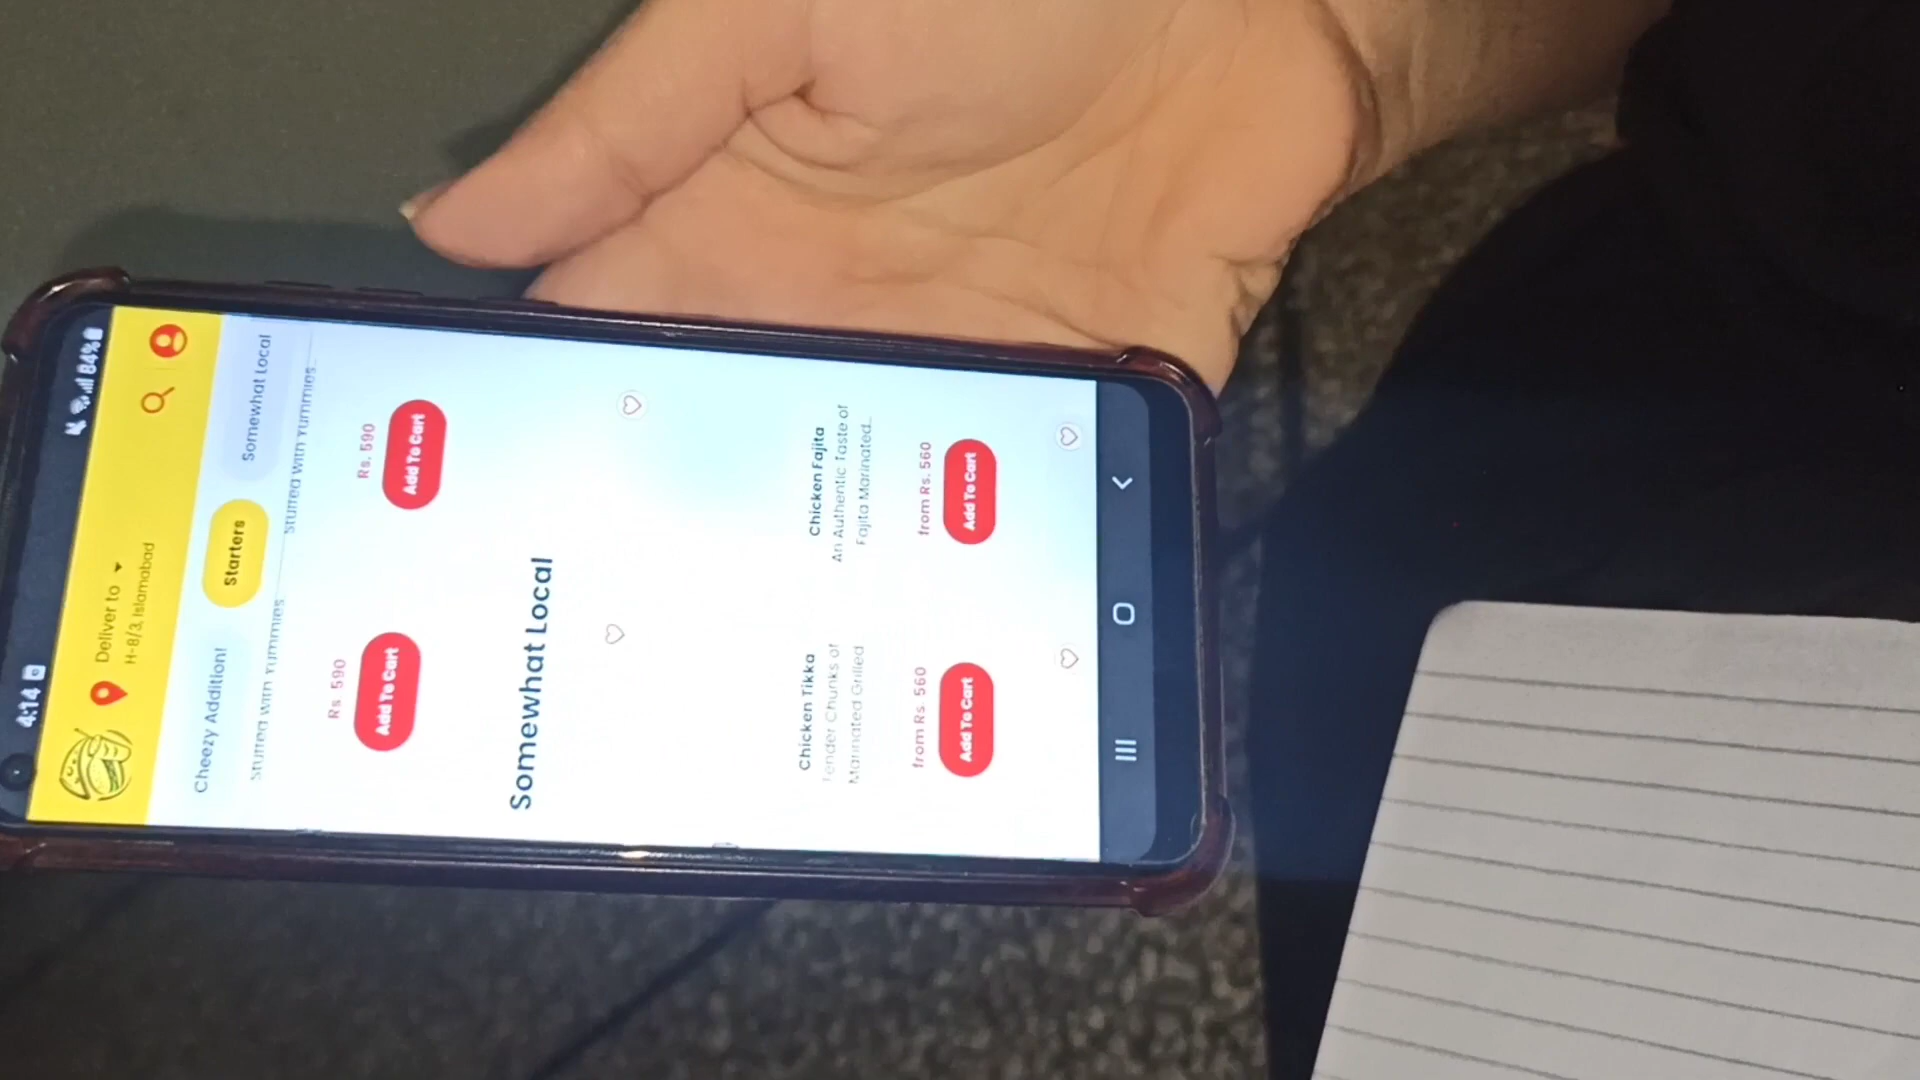 4:14
84%
Deliver to
H-8/3, Islamabad
Cheezy Addition!
Starters
Somewhat Local
Stuffed With Yummies
Stuffed With Yummies..
Rs. 590
Rs. 590
Add To Cart
Add To Cart
Somewhat Local
Chicken Tikka
Tender Chunks of
Marinated Grilled
from Rs. 560
Add To Cart
Chicken Fajita
An Authentic Taste of
Fajita Marinated..
from Rs. 560
Add To Cart